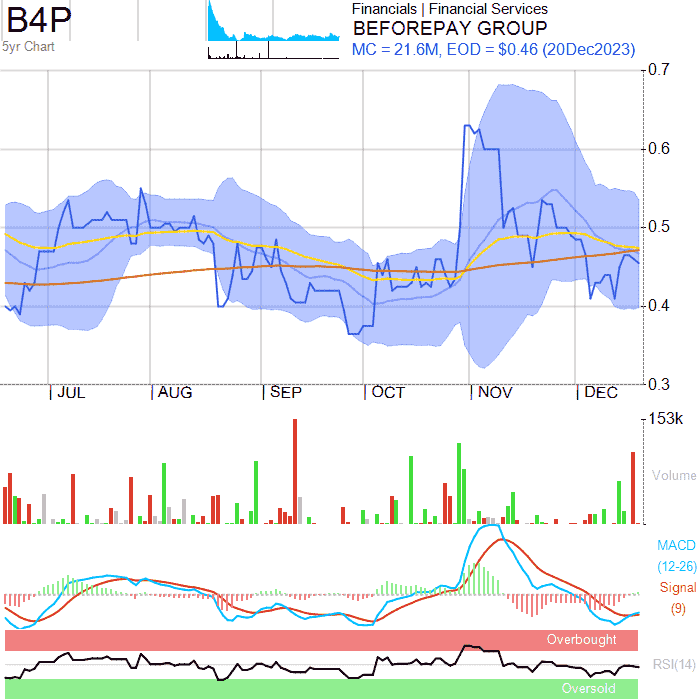 B4P
5yr Chart
Financials | Financial Services
BEFOREPAY GROUP
MC = 21.6M, EOD = $0.46 (20Dec2023)
0.7
0.6
0.5
0.4
0.3
JUL AUG SEP OCT NOV DEC
153k
Volume
MACD
(12-26)
Signal
(9)
Overbought
RSI(14)
Oversold